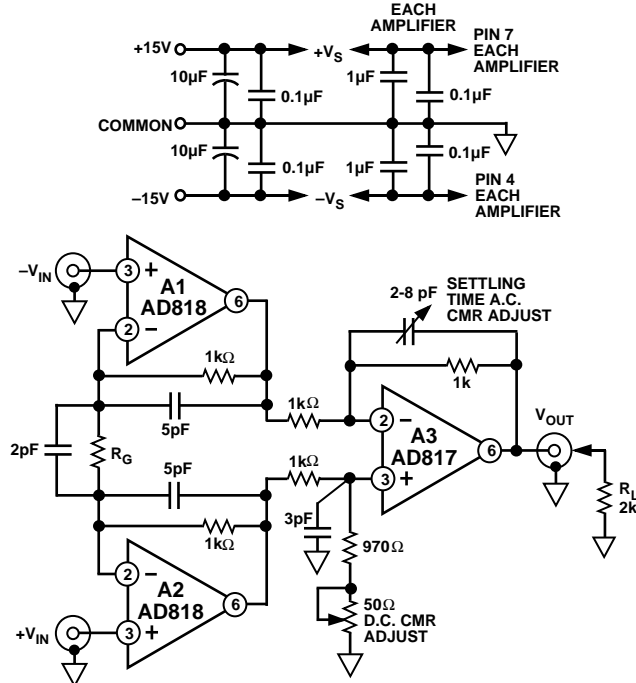 EACH
AMPLIFIER
+15V
+VS
PIN 7
EACH
AMPLIFIER
10µF
0.1µF
1µF
0.1µF
COMMON
10µF
0.1µF
1µF
0.1µF
–15V
–VS
PIN 4
EACH
AMPLIFIER
–VIN
3
+
A1
AD818
6
2
–
2-8 pF
SETTLING
TIME A.C.
CMR ADJUST
1kΩ
1k
5pF
1kΩ
2
–
A3
AD817
6
VOUT
2pF
RG
5pF
1kΩ
3
+
RL
2k
3pF
1kΩ
970Ω
2
–
A2
AD818
6
50Ω
D.C. CMR
ADJUST
+VIN
3
+